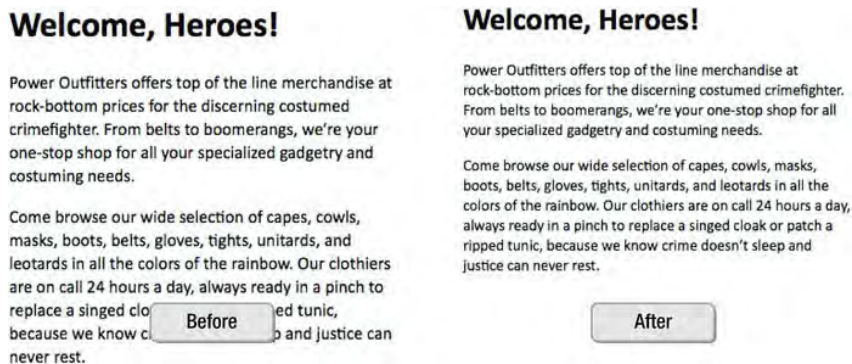 Welcome, Heroes!
Power Outfitters offers top of the line merchandise at
rock-bottom prices for the discerning costumed
crimefighter. From belts to boomerangs, we're your
one-stop shop for all your specialized gadgetry and
costuming needs.
Come browse our wide selection of capes, cowls,
masks, boots, belts, gloves, tights, unitards, and
leotards in all the colors of the rainbow. Our clothiers
are on call 24 hours a day, always ready in a pinch to
replace a singed clo ed tunic,
because we know c p and justice can
never rest.
Before
Welcome, Heroes!
Power Outfitters offers top of the line merchandise at
rock-bottom prices for the discerning costumed crimefighter.
From belts to boomerangs, we're your one-stop shop for all
your specialized gadgetry and costuming needs.
Come browse our wide selection of capes, cowls, masks,
boots, belts, gloves, tights, unitards, and leotards in all the
colors of the rainbow. Our clothiers are on call 24 hours a day,
always ready in a pinch to replace a singed cloak or patch a
ripped tunic, because we know crime doesn't sleep and
justice can never rest.
After